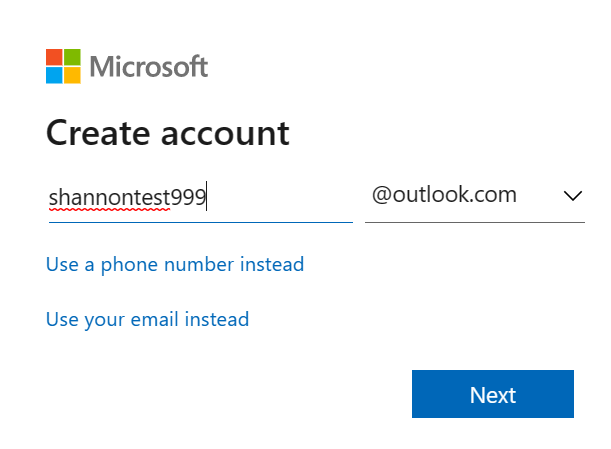 Microsoft
Create account
shannontest999 @outlook.com
Use a phone number instead
Use your email instead
Next